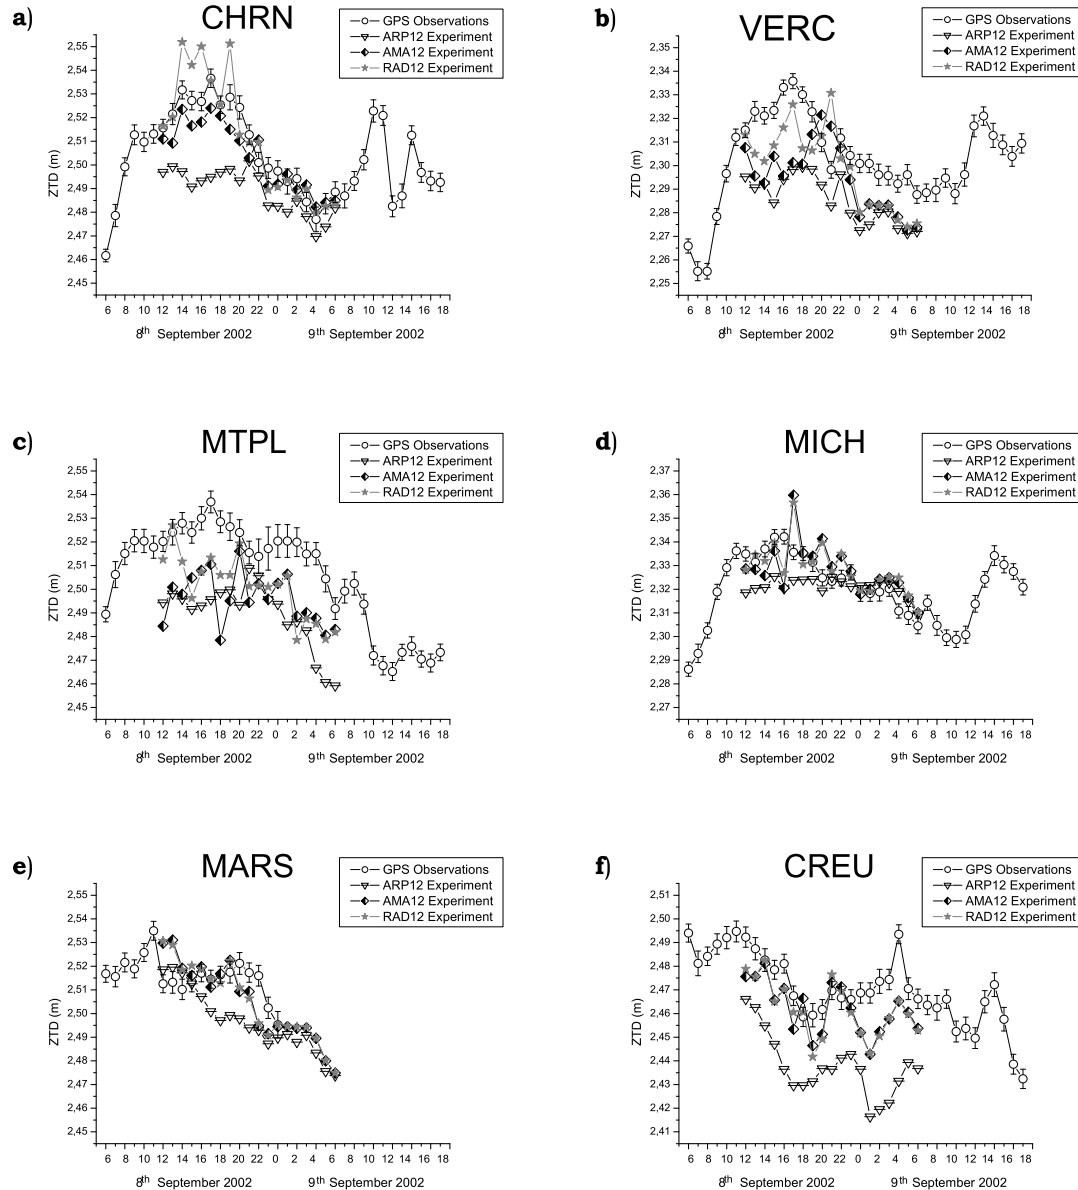 a)
CHRN
GPS Observations
ARP12 Experiment
AMA12 Experiment
RAD12 Experiment
ZTD (m)
2,55
2,54
2,53
2,52
2,51
2,50
2,49
2,48
2,47
2,46
2,45
6 8 10 12 14 16 18 20 22 0 2 4 6 8 10 12 14 16 18
8th September 2002 9th September 2002
b)
VERC
GPS Observations
ARP12 Experiment
AMA12 Experiment
RAD12 Experiment
ZTD (m)
2,35
2,34
2,33
2,32
2,31
2,30
2,29
2,28
2,27
2,26
2,25
6 8 10 12 14 16 18 20 22 0 2 4 6 8 10 12 14 16 18
8th September 2002 9th September 2002
c)
MTPL
GPS Observations
ARP12 Experiment
AMA12 Experiment
RAD12 Experiment
ZTD (m)
2,55
2,54
2,53
2,52
2,51
2,50
2,49
2,48
2,47
2,46
2,45
6 8 10 12 14 16 18 20 22 0 2 4 6 8 10 12 14 16 18
8th September 2002 9th September 2002
d)
MICH
GPS Observations
ARP12 Experiment
AMA12 Experiment
RAD12 Experiment
ZTD (m)
2,37
2,36
2,35
2,34
2,33
2,32
2,31
2,30
2,29
2,28
2,27
6 8 10 12 14 16 18 20 22 0 2 4 6 8 10 12 14 16 18
8th September 2002 9th September 2002
e)
MARS
GPS Observations
ARP12 Experiment
AMA12 Experiment
RAD12 Experiment
ZTD (m)
2,55
2,54
2,53
2,52
2,51
2,50
2,49
2,48
2,47
2,46
2,45
6 8 10 12 14 16 18 20 22 0 2 4 6 8 10 12 14 16 18
8th September 2002 9th September 2002
f)
CREU
GPS Observations
ARP12 Experiment
AMA12 Experiment
RAD12 Experiment
ZTD (m)
2,51
2,50
2,49
2,48
2,47
2,46
2,45
2,44
2,43
2,42
2,41
6 8 10 12 14 16 18 20 22 0 2 4 6 8 10 12 14 16 18
8th September 2002 9th September 2002